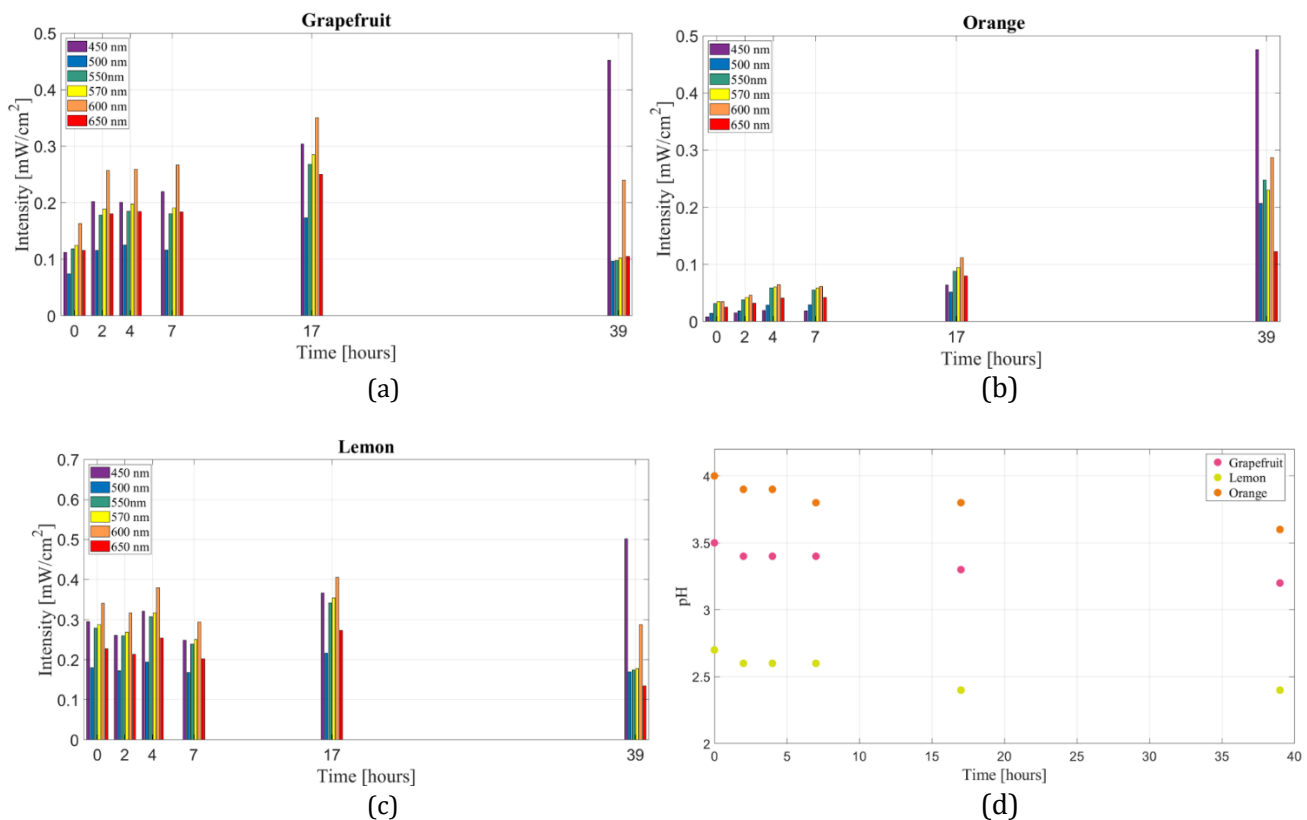 Grapefruit
0.5
0.4
0.3
0.2
0.1
0
Intensity [mW/cm²]
450 nm
500 nm
550nm
570 nm
600 nm
650 nm
0 2 4 7 17 39
Time [hours]
(a)
Orange
0.5
0.4
0.3
0.2
0.1
0
Intensity [mW/cm²]
450 nm
500 nm
550nm
570 nm
600 nm
650 nm
0 2 4 7 17 39
Time [hours]
(b)
Lemon
0.7
0.6
0.5
0.4
0.3
0.2
0.1
0
Intensity [mW/cm²]
450 nm
500 nm
550nm
570 nm
600 nm
650 nm
0 2 4 7 17 39
Time [hours]
(c)
4
3.5
3
2.5
2
pH
Grapefruit
Lemon
Orange
0 5 10 15 20 25 30 35 40
Time [hours]
(d)